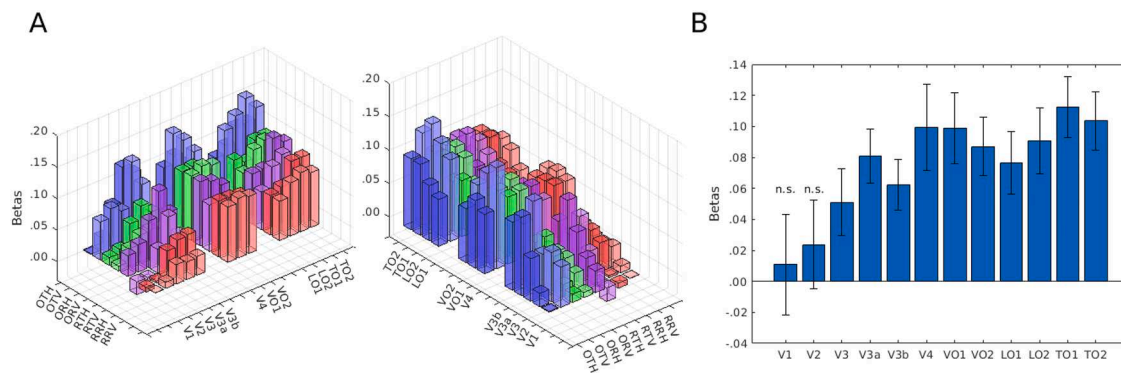 A
B
.20
.15
.10
.05
.00
Betas
OTH
OTV
ORH
ORV
RTH
RTV
RRH
RRV
V1
V2
V3
V3a
V3b
V4
VO1
VO2
LO1
LO2
TO1
TO2
.20
.15
.10
.05
.00
TO2
TO1
LO2
LO1
VO2
VO1
V4
V3b
V3a
V3
V2
V1
OTH
OTV
ORH
ORV
RTH
RTV
RRH
RRV
.14
.12
.10
.08
.06
.04
.02
.00
-.02
-.04
Betas
n.s. n.s.
V1 V2 V3 V3a V3b V4 VO1 VO2 LO1 LO2 TO1 TO2